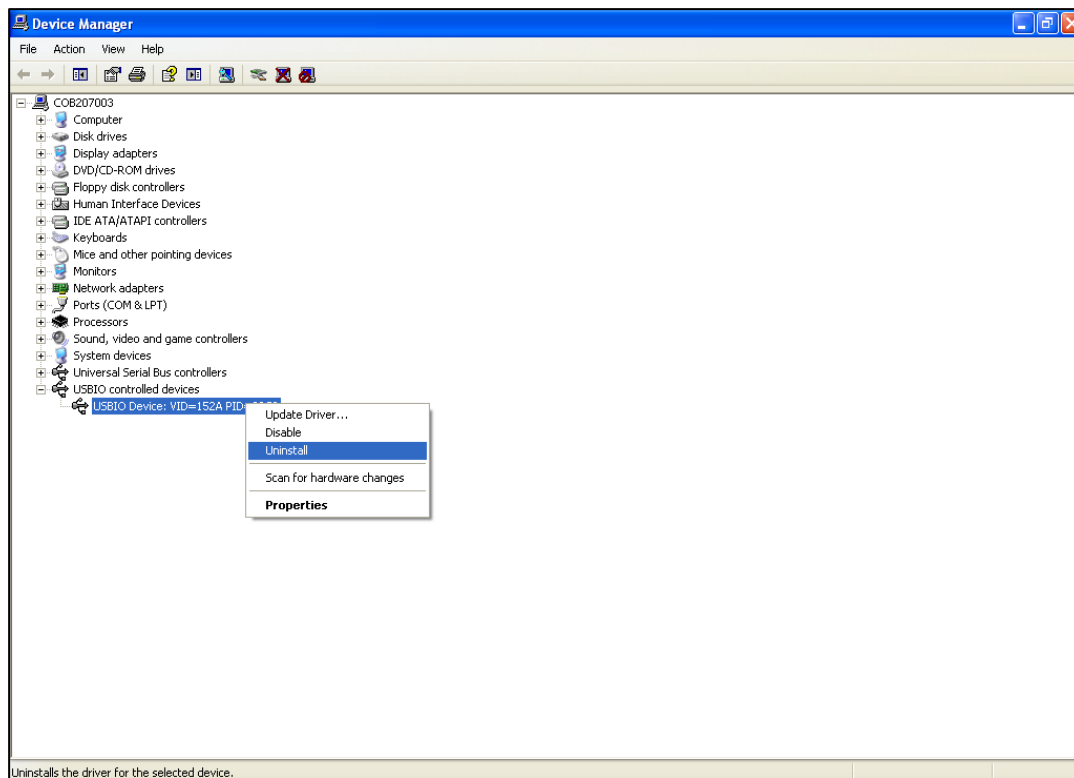 Device Manager
File Action View Help
COB207003
Computer
Disk drives
Display adapters
DVD/CD-ROM drives
Floppy disk controllers
Human Interface Devices
IDE ATA/ATAPI controllers
Keyboards
Mice and other pointing devices
Monitors
Network adapters
Ports (COM & LPT)
Processors
Sound, video and game controllers
System devices
Universal Serial Bus controllers
USBIO controlled devices
USBIO Device: VID=152A PID=
Update Driver...
Disable
Uninstall
Scan for hardware changes
Properties
Uninstalls the driver for the selected device.